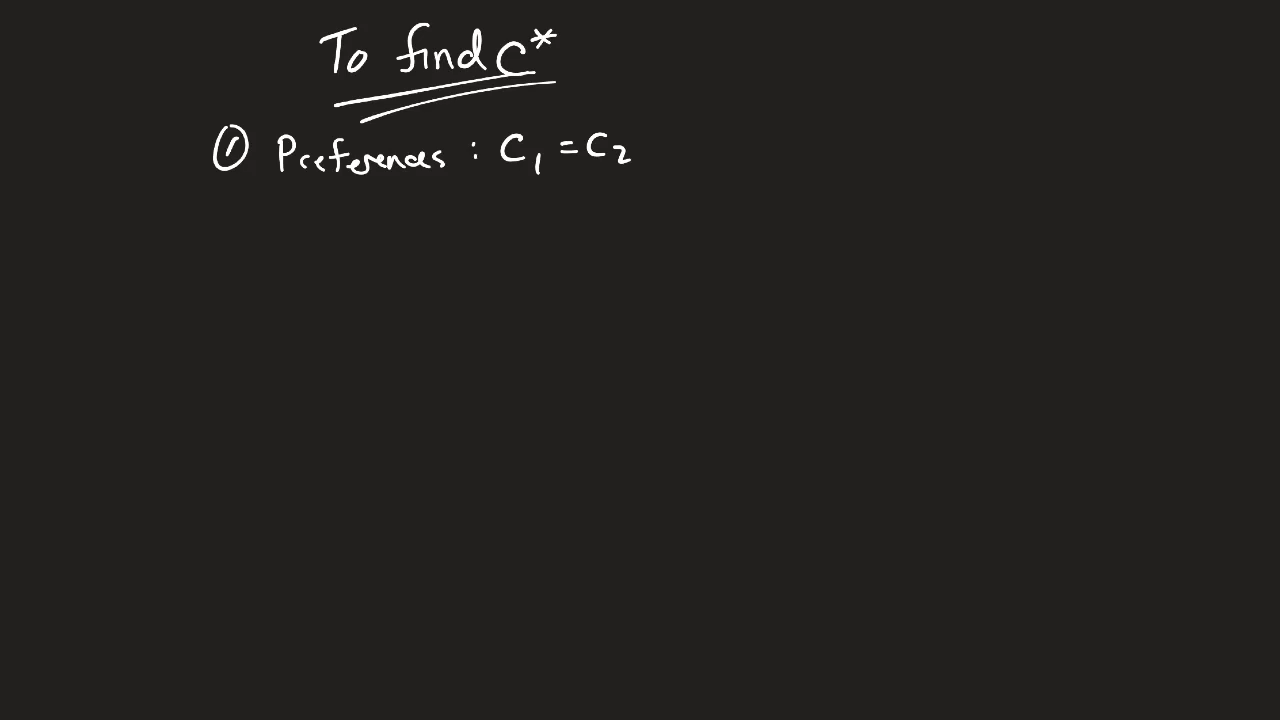 To find C*
① Preferences : C₁ = C₂